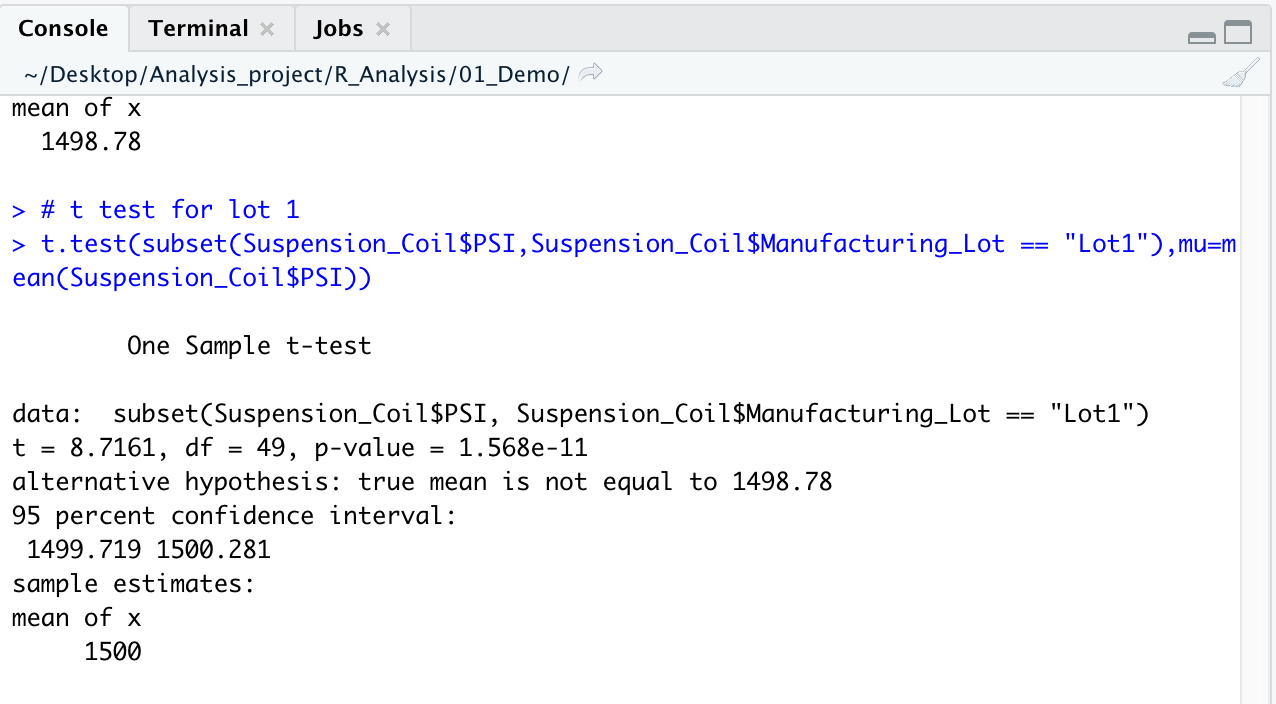 Console Terminal Jobs
~/Desktop/Analysis_project/R_Analysis/01_Demo/
mean of x
1498.78
> # t test for lot 1
> t.test(subset(Suspension_Coil$PSI,Suspension_Coil$Manufacturing_Lot == "Lot1"),mu=m
ean(Suspension_Coil$PSI))
One Sample t-test
data:  subset(Suspension_Coil$PSI, Suspension_Coil$Manufacturing_Lot == "Lot1")
t = 8.7161, df = 49, p-value = 1.568e-11
alternative hypothesis: true mean is not equal to 1498.78
95 percent confidence interval:
1499.719 1500.281
sample estimates:
mean of x
1500